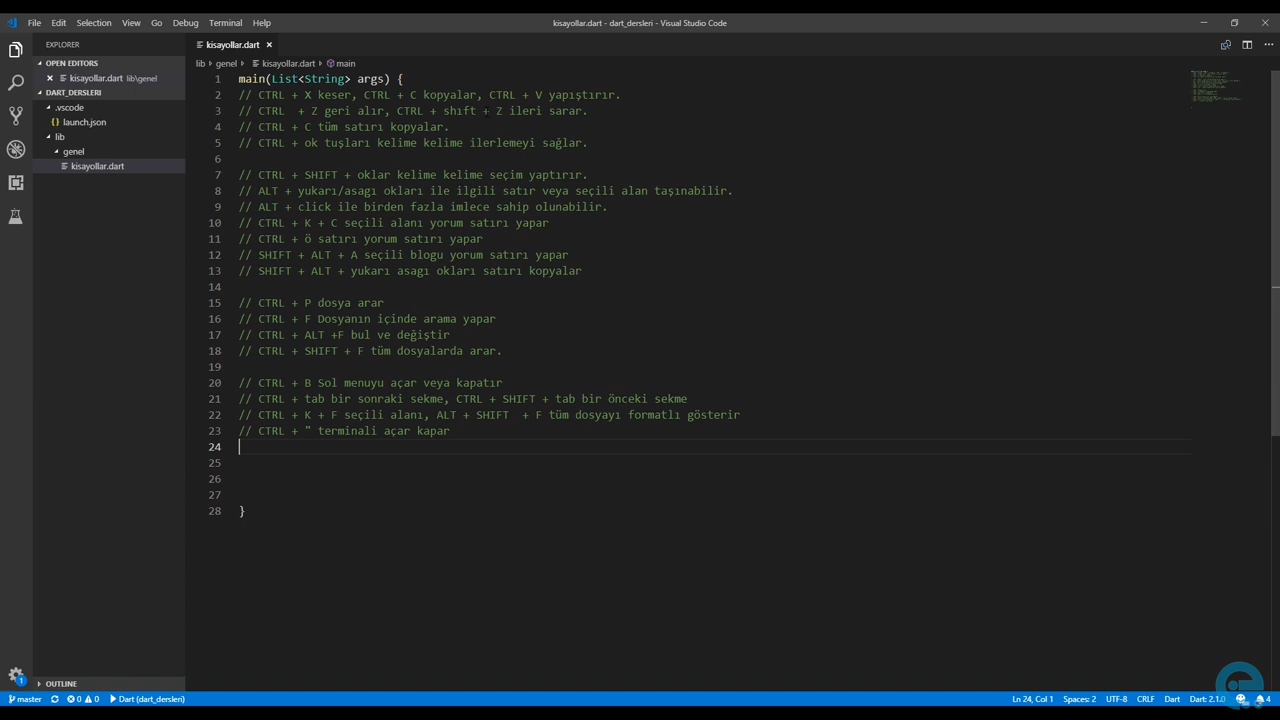 File Edit Selection View Go Debug Terminal Help
kisayollar.dart - dart_dersleri - Visual Studio Code
EXPLORER
OPEN EDITORS
kisayollar.dart lib\genel
DART_DERSLERI
.vscode
launch.json
lib
genel
kisayollar.dart
OUTLINE
kisayollar.dart
lib genel kisayollar.dart main
1 main(List<String> args) {
2 // CTRL + X keser, CTRL + C kopyalar, CTRL + V yapıştırır.
3 // CTRL  + Z geri alır, CTRL + shıft + Z ileri sarar.
4 // CTRL + C tüm satırı kopyalar.
5 // CTRL + ok tuşları kelime kelime ilerlemeyi sağlar.
6
7 // CTRL + SHIFT + oklar kelime kelime seçim yaptırır.
8 // ALT + yukarı/asagı okları ile ilgili satır veya seçili alan taşınabilir.
9 // ALT + click ile birden fazla imlece sahip olunabilir.
10 // CTRL + K + C seçili alanı yorum satırı yapar
11 // CTRL + ö satırı yorum satırı yapar
12 // SHIFT + ALT + A seçili blogu yorum satırı yapar
13 // SHIFT + ALT + yukarı asagı okları satırı kopyalar
14
15 // CTRL + P dosya arar
16 // CTRL + F Dosyanın içinde arama yapar
17 // CTRL + ALT +F bul ve değiştir
18 // CTRL + SHIFT + F tüm dosyalarda arar.
19
20 // CTRL + B Sol menuyu açar veya kapatır
21 // CTRL + tab bir sonraki sekme, CTRL + SHIFT + tab bir önceki sekme
22 // CTRL + K + F seçili alanı, ALT + SHIFT  + F tüm dosyayı formatlı gösterir
23 // CTRL + " terminali açar kapar
24
25
26
27
28 }
1
master 0 0 Dart (dart_dersleri)
Ln 24, Col 1 Spaces: 2 UTF-8 CRLF Dart Dart: 2.1.0 4